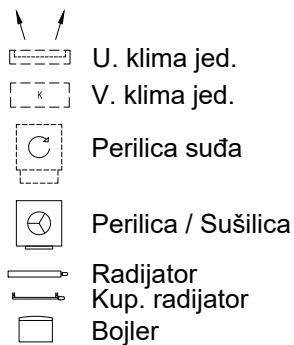 U. klima jed.
K V. klima jed.
Perilica suđa
Perilica / Sušilica
Radijator
Kup. radijator
Bojler